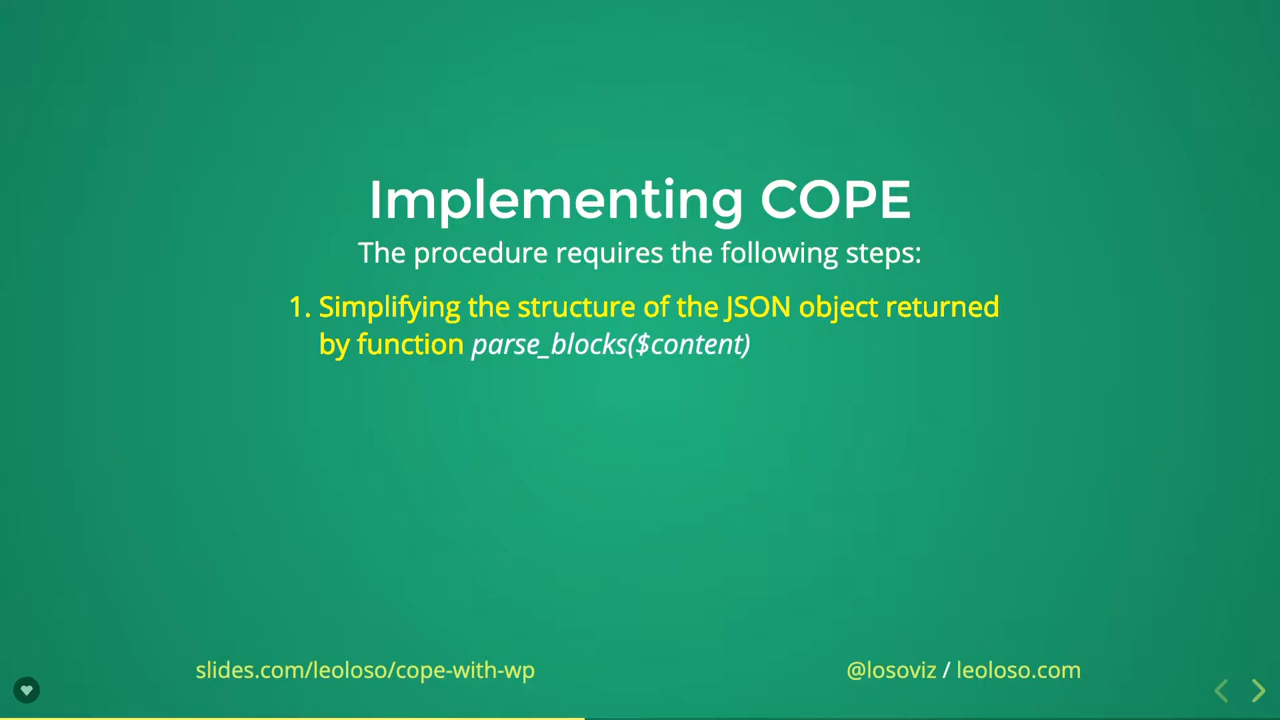 Implementing COPE
The procedure requires the following steps:
1. Simplifying the structure of the JSON object returned
by function parse_blocks($content)
slides.com/leoloso/cope-with-wp
@losoviz / leoloso.com